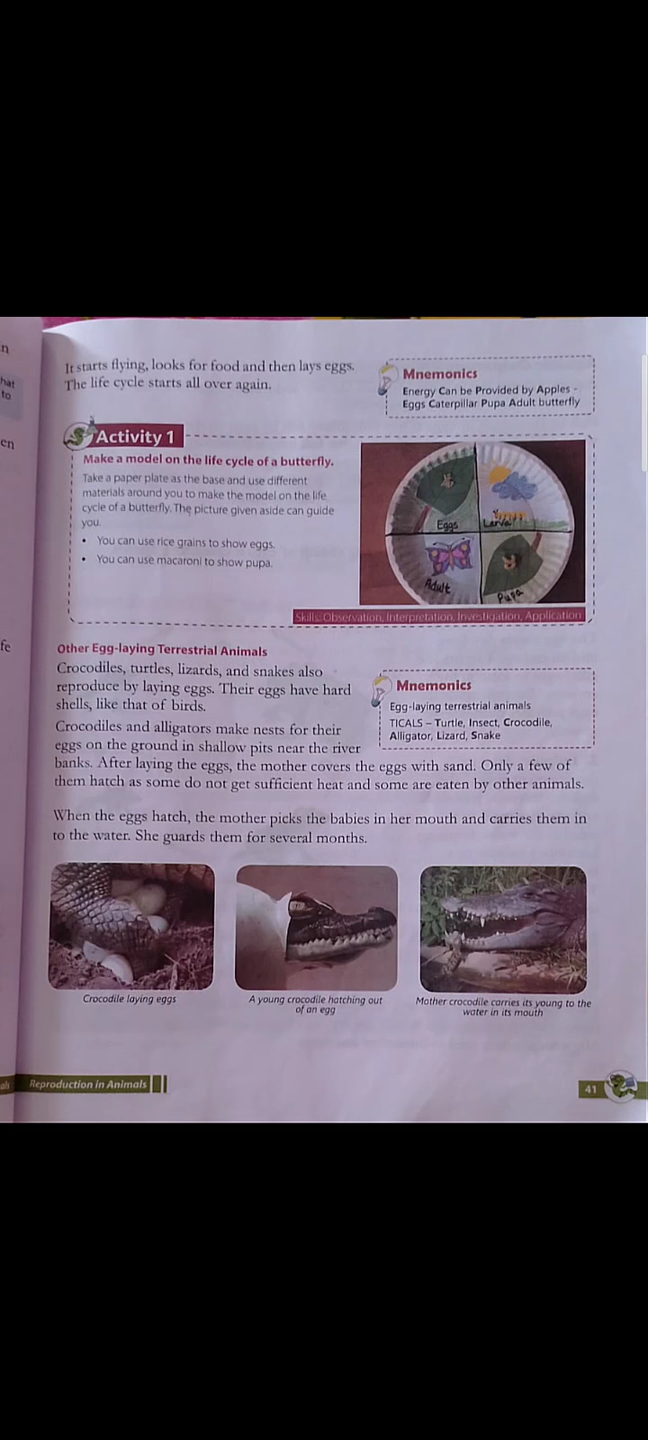 n
hat
to
en
fe
It starts flying, looks for food and then lays eggs.
The life cycle starts all over again.
Mnemonics
Energy Can be Provided by Apples -
Eggs Caterpillar Pupa Adult butterfly
Activity 1
Make a model on the life cycle of a butterfly.
Take a paper plate as the base and use different
materials around you to make the model on the life
cycle of a butterfly. The picture given aside can guide
you.
• You can use rice grains to show eggs.
• You can use macaroni to show pupa.
Eggs
Larva
Adult
Pupa
Skills: Observation, Interpretation, Investigation, Application
Other Egg-laying Terrestrial Animals
Crocodiles, turtles, lizards, and snakes also
reproduce by laying eggs. Their eggs have hard
shells, like that of birds.
Mnemonics
Egg-laying terrestrial animals
TICALS – Turtle, Insect, Crocodile,
Alligator, Lizard, Snake
Crocodiles and alligators make nests for their
eggs on the ground in shallow pits near the river
banks. After laying the eggs, the mother covers the eggs with sand. Only a few of
them hatch as some do not get sufficient heat and some are eaten by other animals.
When the eggs hatch, the mother picks the babies in her mouth and carries them in
to the water. She guards them for several months.
Crocodile laying eggs
A young crocodile hatching out
of an egg
Mother crocodile carries its young to the
water in its mouth
als
Reproduction in Animals
41